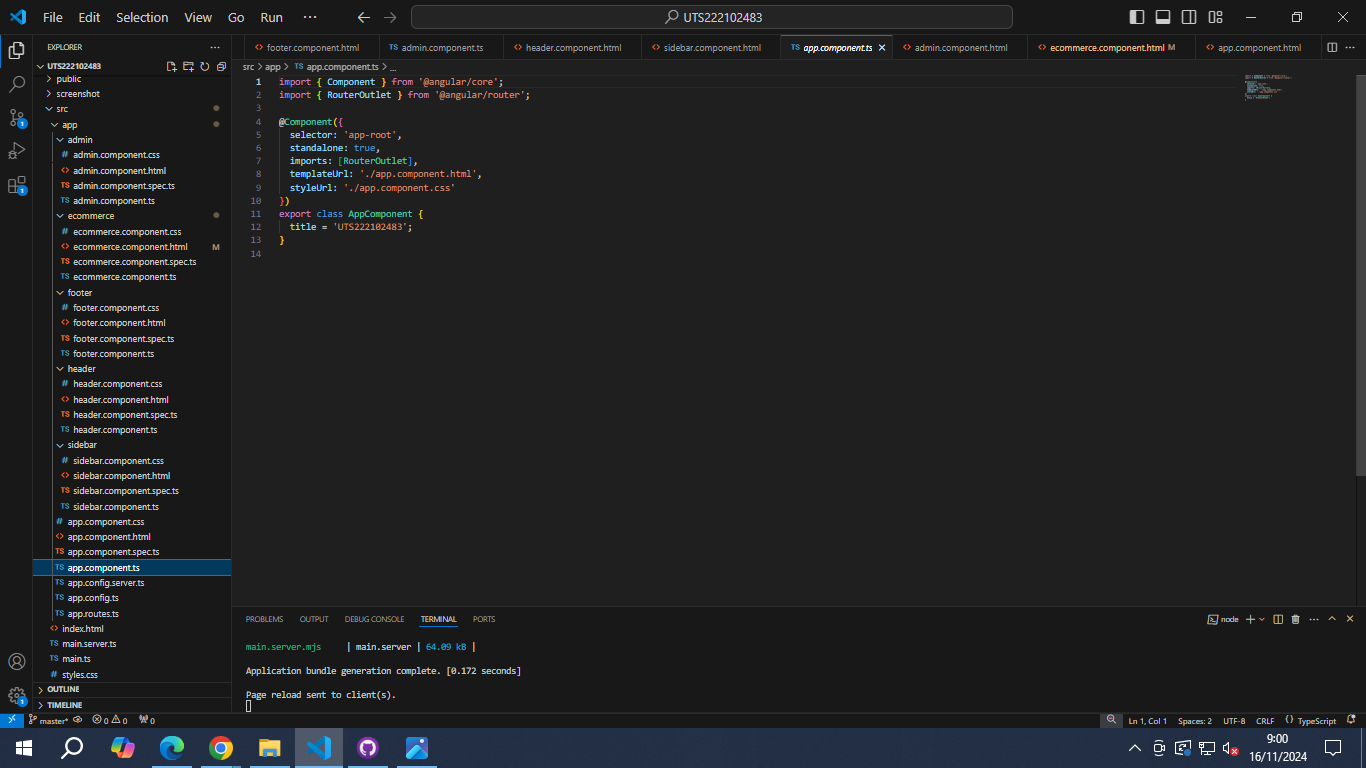 File Edit Selection View Go Run ··· UTS222102483
EXPLORER ···
footer.component.html admin.component.ts header.component.html sidebar.component.html app.component.ts admin.component.html ecommerce.component.html M app.component.html
UTS222102483
src > app > TS app.component.ts > ...
public
screenshot
src
app
admin
# admin.component.css
<> admin.component.html
TS admin.component.spec.ts
TS admin.component.ts
ecommerce
# ecommerce.component.css
<> ecommerce.component.html M
TS ecommerce.component.spec.ts
TS ecommerce.component.ts
footer
# footer.component.css
<> footer.component.html
TS footer.component.spec.ts
TS footer.component.ts
header
# header.component.css
<> header.component.html
TS header.component.spec.ts
TS header.component.ts
sidebar
# sidebar.component.css
<> sidebar.component.html
TS sidebar.component.spec.ts
TS sidebar.component.ts
# app.component.css
<> app.component.html
TS app.component.spec.ts
TS app.component.ts
TS app.config.server.ts
TS app.config.ts
TS app.routes.ts
<> index.html
TS main.server.ts
TS main.ts
# styles.css
OUTLINE
TIMELINE
1 import { Component } from '@angular/core';
2 import { RouterOutlet } from '@angular/router';
3
4 @Component({
5 selector: 'app-root',
6 standalone: true,
7 imports: [RouterOutlet],
8 templateUrl: './app.component.html',
9 styleUrl: './app.component.css'
10 })
11 export class AppComponent {
12 title = 'UTS222102483';
13 }
14
PROBLEMS OUTPUT DEBUG CONSOLE TERMINAL PORTS node
main.server.mjs | main.server | 64.09 kB |
Application bundle generation complete. [0.172 seconds]
Page reload sent to client(s).
master* 0 0 0 Ln 1, Col 1 Spaces: 2 UTF-8 CRLF {} TypeScript
9:00
16/11/2024